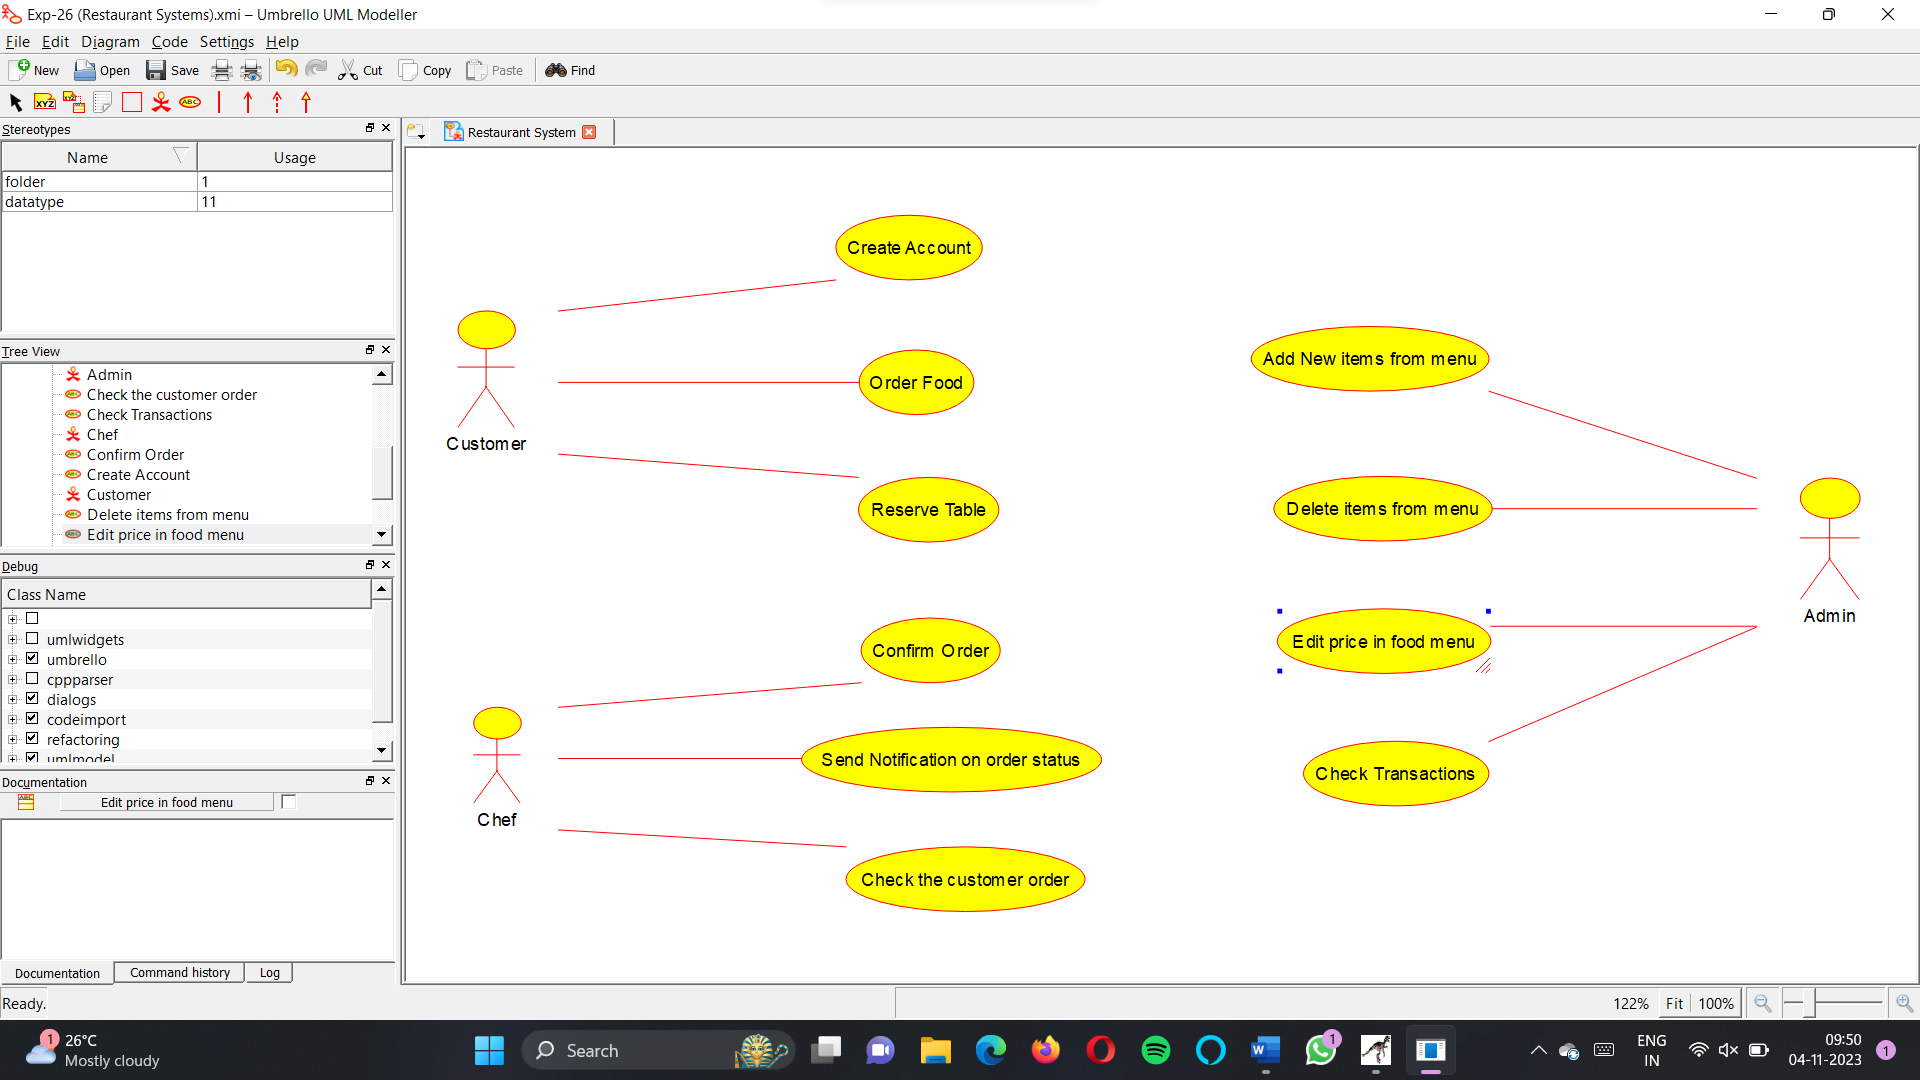 Exp-26 (Restaurant Systems).xmi – Umbrello UML Modeller
File Edit Diagram Code Settings Help
New Open Save Cut Copy Paste Find
XYZ XYZ ABC
Stereotypes
Restaurant System
Name Usage
folder 1
datatype 11
Tree View
Admin
Check the customer order
Check Transactions
Chef
Confirm Order
Create Account
Customer
Delete items from menu
Edit price in food menu
Debug
Class Name
umlwidgets
umbrello
cppparser
dialogs
codeimport
refactoring
umlmodel
Documentation
Edit price in food menu
Documentation Command history Log
Ready.
Create Account
Order Food
Customer
Reserve Table
Confirm Order
Send Notification on order status
Chef
Check the customer order
Add New items from menu
Delete items from menu
Admin
Edit price in food menu
Check Transactions
122% Fit 100%
1
26°C
Mostly cloudy
Search
W
1
ENG
IN
09:50
04-11-2023
1